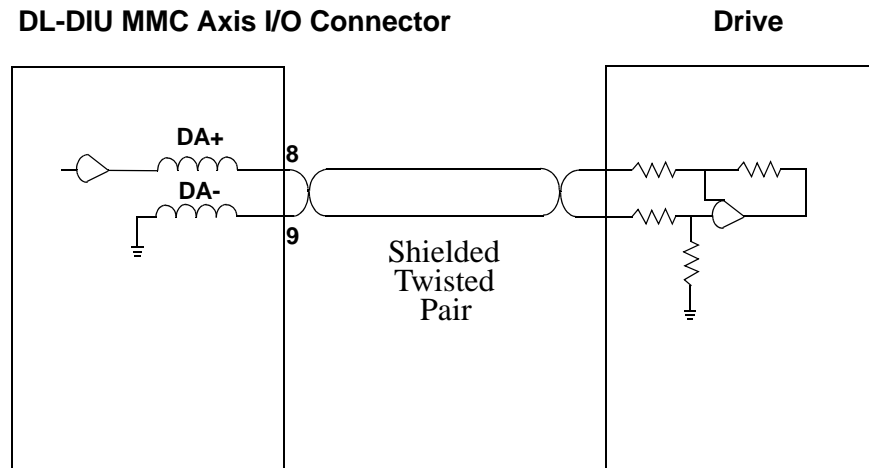 DL-DIU MMC Axis I/O Connector
Drive
DA+
8
DA-
9
Shielded
Twisted
Pair